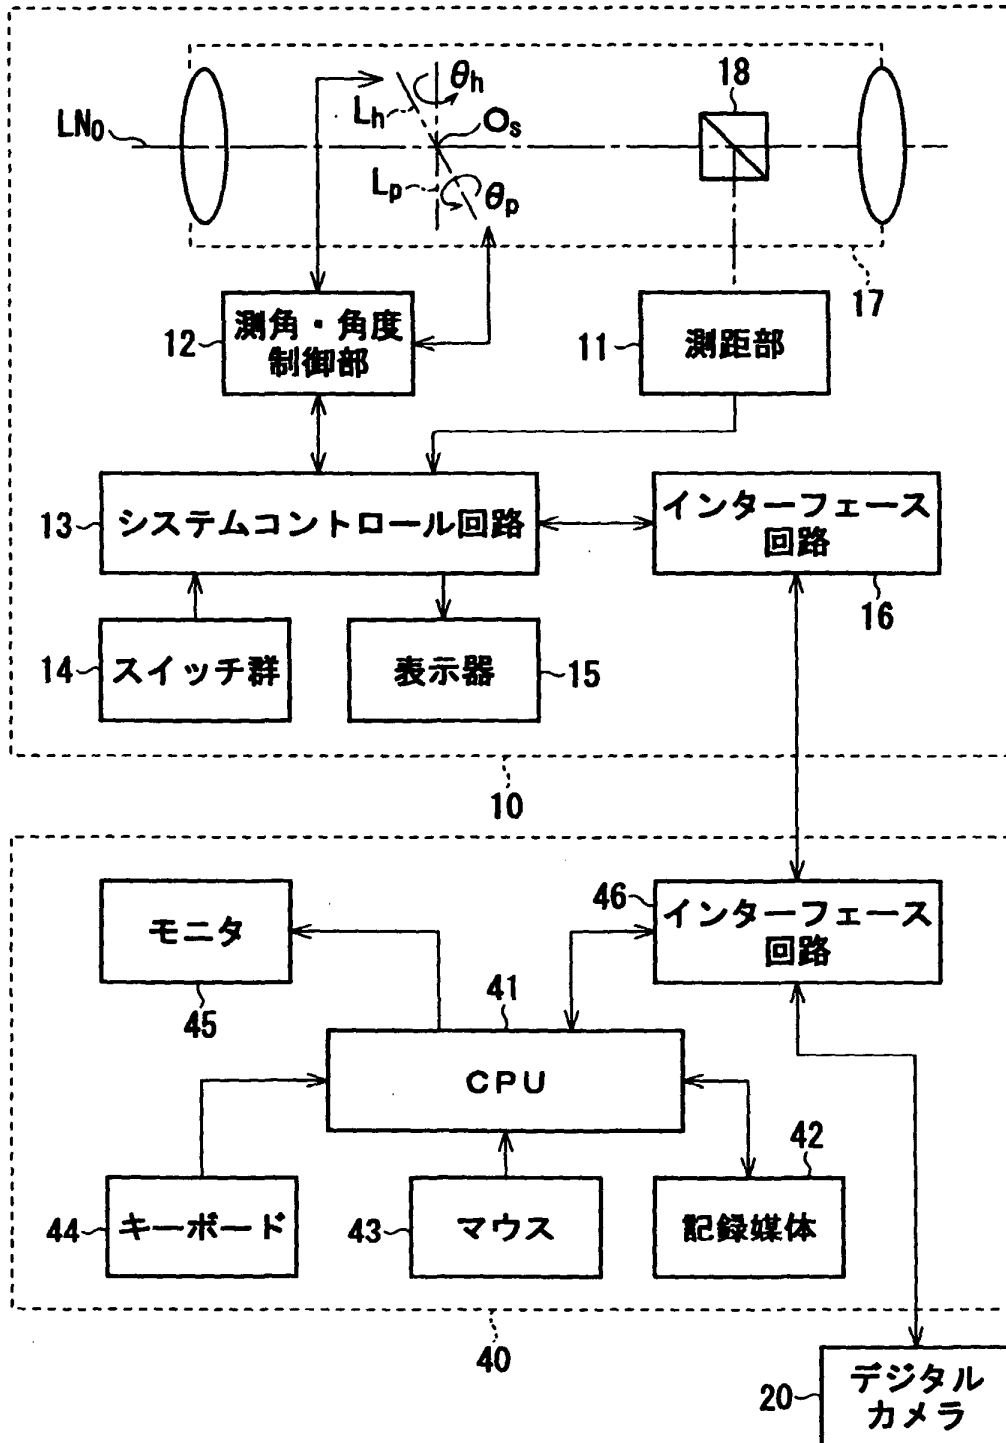 18
LN0
Lh
θh
Os
Lp
θp
17
12
測角・角度
制御部
11
測距部
13
システムコントロール回路
インターフェース
回路
16
14
スイッチ群
表示器
15
10
モニタ
45
46
インターフェース
回路
41
CPU
42
44
キーボード
43
マウス
記録媒体
40
20
デジタル
カメラ